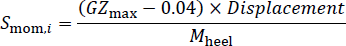 S_mom,i = (GZ_max − 0.04) × Displacement / M_heel